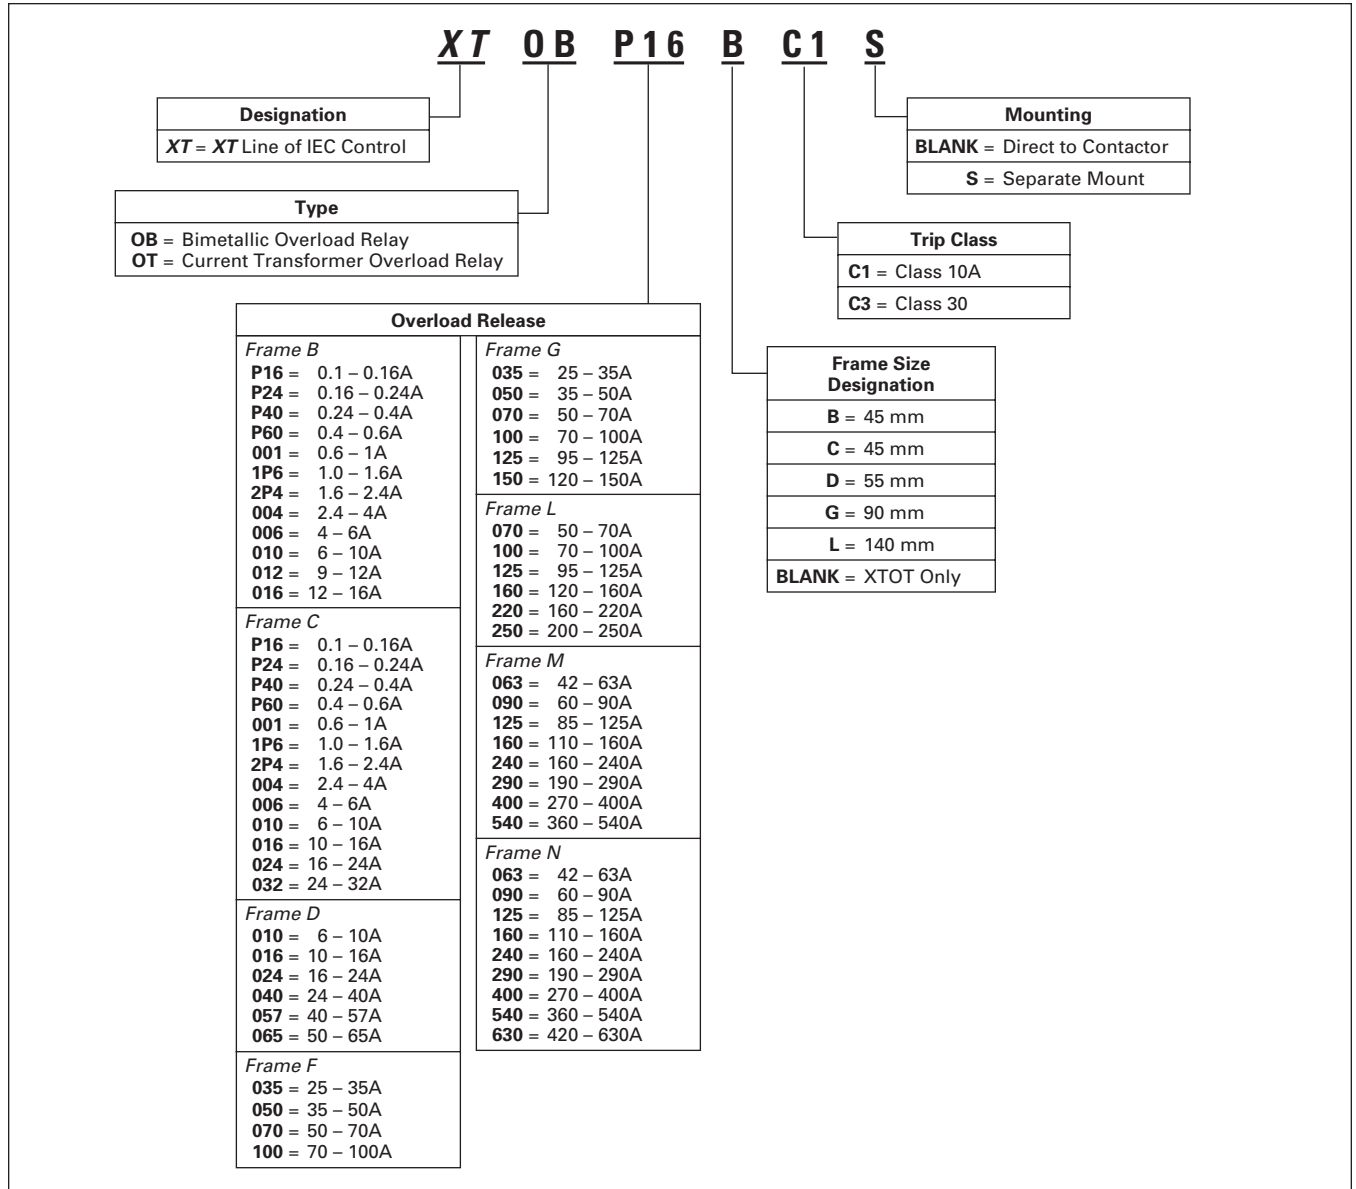 XT OB P16 B C1 S
Designation
XT = XT Line of IEC Control
Type
OB = Bimetallic Overload Relay
OT = Current Transformer Overload Relay
Overload Release
Frame B
P16 = 0.1 – 0.16A
P24 = 0.16 – 0.24A
P40 = 0.24 – 0.4A
P60 = 0.4 – 0.6A
001 = 0.6 – 1A
1P6 = 1.0 – 1.6A
2P4 = 1.6 – 2.4A
004 = 2.4 – 4A
006 = 4 – 6A
010 = 6 – 10A
012 = 9 – 12A
016 = 12 – 16A
Frame C
P16 = 0.1 – 0.16A
P24 = 0.16 – 0.24A
P40 = 0.24 – 0.4A
P60 = 0.4 – 0.6A
001 = 0.6 – 1A
1P6 = 1.0 – 1.6A
2P4 = 1.6 – 2.4A
004 = 2.4 – 4A
006 = 4 – 6A
010 = 6 – 10A
016 = 10 – 16A
024 = 16 – 24A
032 = 24 – 32A
Frame D
010 = 6 – 10A
016 = 10 – 16A
024 = 16 – 24A
040 = 24 – 40A
057 = 40 – 57A
065 = 50 – 65A
Frame F
035 = 25 – 35A
050 = 35 – 50A
070 = 50 – 70A
100 = 70 – 100A
Frame G
035 = 25 – 35A
050 = 35 – 50A
070 = 50 – 70A
100 = 70 – 100A
125 = 95 – 125A
150 = 120 – 150A
Frame L
070 = 50 – 70A
100 = 70 – 100A
125 = 95 – 125A
160 = 120 – 160A
220 = 160 – 220A
250 = 200 – 250A
Frame M
063 = 42 – 63A
090 = 60 – 90A
125 = 85 – 125A
160 = 110 – 160A
240 = 160 – 240A
290 = 190 – 290A
400 = 270 – 400A
540 = 360 – 540A
Frame N
063 = 42 – 63A
090 = 60 – 90A
125 = 85 – 125A
160 = 110 – 160A
240 = 160 – 240A
290 = 190 – 290A
400 = 270 – 400A
540 = 360 – 540A
630 = 420 – 630A
Mounting
BLANK = Direct to Contactor
S = Separate Mount
Trip Class
C1 = Class 10A
C3 = Class 30
Frame Size
Designation
B = 45 mm
C = 45 mm
D = 55 mm
G = 90 mm
L = 140 mm
BLANK = XTOT Only